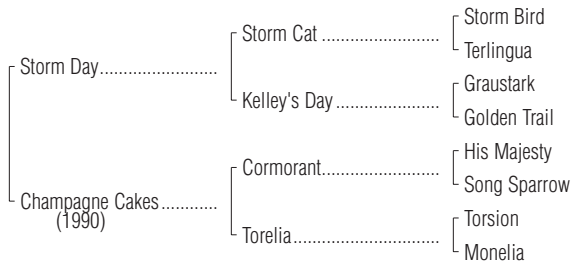 Storm Bird
Storm Cat ........................
Terlingua
Storm Day........................
Graustark
Kelley's Day .....................
Golden Trail
His Majesty
Cormorant........................
Song Sparrow
Champagne Cakes ............
(1990)
Torsion
Torelia.............................
Monelia